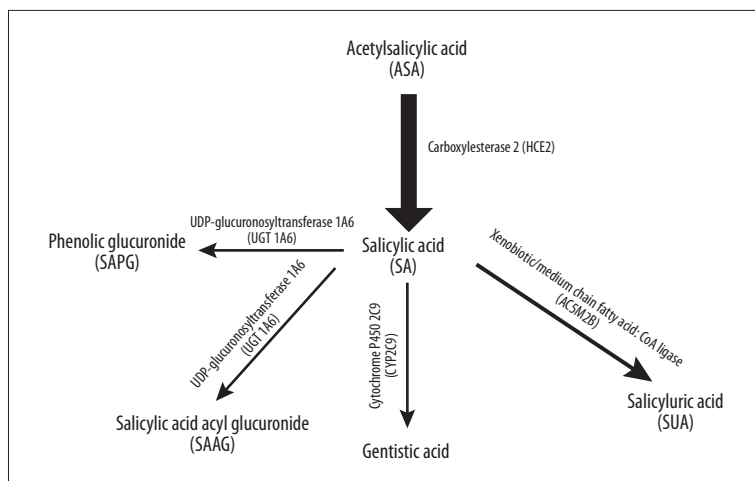 Acetylsalicylic acid
(ASA)
Carboxylesterase 2 (HCE2)
UDP-glucuronosyltransferase 1A6
(UGT 1A6)
Phenolic glucuronide
(SAPG)
Salicylic acid
(SA)
UDP-glucuronosyltransferase 1A6
(UGT 1A6)
Cytochrome P450 2C9
(CYP2C9)
Xenobiotic/medium chain fatty acid: CoA ligase
(AC5M2B)
Salicylic acid acyl glucuronide
(SAAG)
Gentistic acid
Salicyluric acid
(SUA)